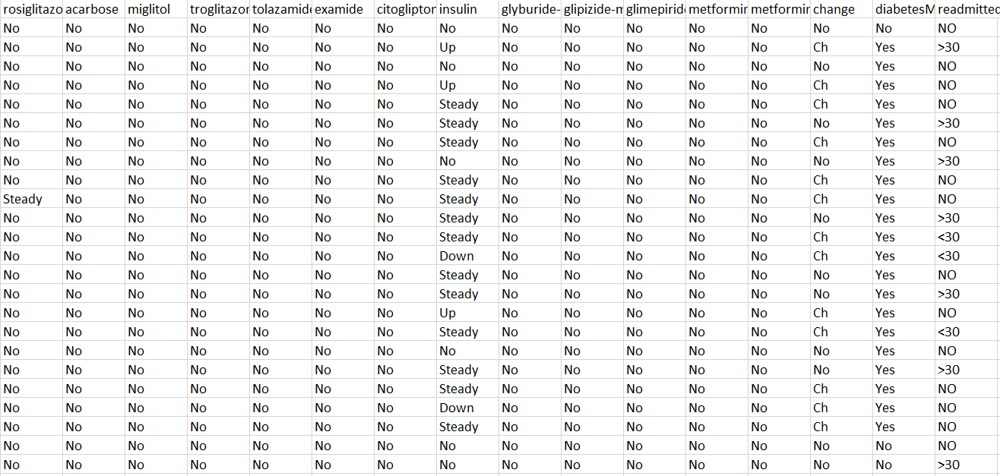 rosiglitazo acarbose miglitol troglitazor tolazamide examide citoglipton insulin glyburide- glipizide-m glimepirid metformin metformin change diabetesM readmitted
No No No No No No No No No No No No No No No NO
No No No No No No No Up No No No No No Ch Yes >30
No No No No No No No No No No No No No No Yes NO
No No No No No No No Up No No No No No Ch Yes NO
No No No No No No No Steady No No No No No Ch Yes NO
No No No No No No No Steady No No No No No No Yes >30
No No No No No No No Steady No No No No No Ch Yes NO
No No No No No No No No No No No No No No Yes >30
No No No No No No No Steady No No No No No Ch Yes NO
Steady No No No No No No Steady No No No No No Ch Yes NO
No No No No No No No Steady No No No No No No Yes >30
No No No No No No No Steady No No No No No Ch Yes <30
No No No No No No No Down No No No No No Ch Yes <30
No No No No No No No Steady No No No No No No Yes NO
No No No No No No No Steady No No No No No No Yes >30
No No No No No No No Up No No No No No Ch Yes NO
No No No No No No No Steady No No No No No Ch Yes <30
No No No No No No No No No No No No No No Yes NO
No No No No No No No Steady No No No No No No Yes >30
No No No No No No No Steady No No No No No Ch Yes NO
No No No No No No No Down No No No No No Ch Yes NO
No No No No No No No Steady No No No No No Ch Yes NO
No No No No No No No No No No No No No No No NO
No No No No No No No No No No No No No No No >30